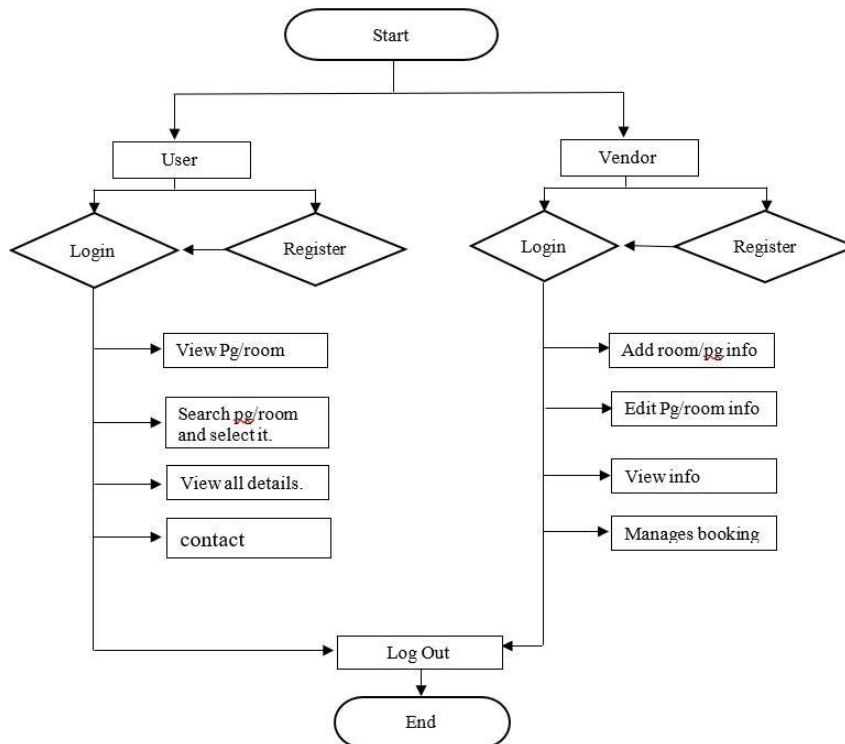 Start
User
Vendor
Login
Register
Login
Register
View Pg/room
Search pg/room
and select it.
View all details.
contact
Add room/pg info
Edit Pg/room info
View info
Manages booking
Log Out
End